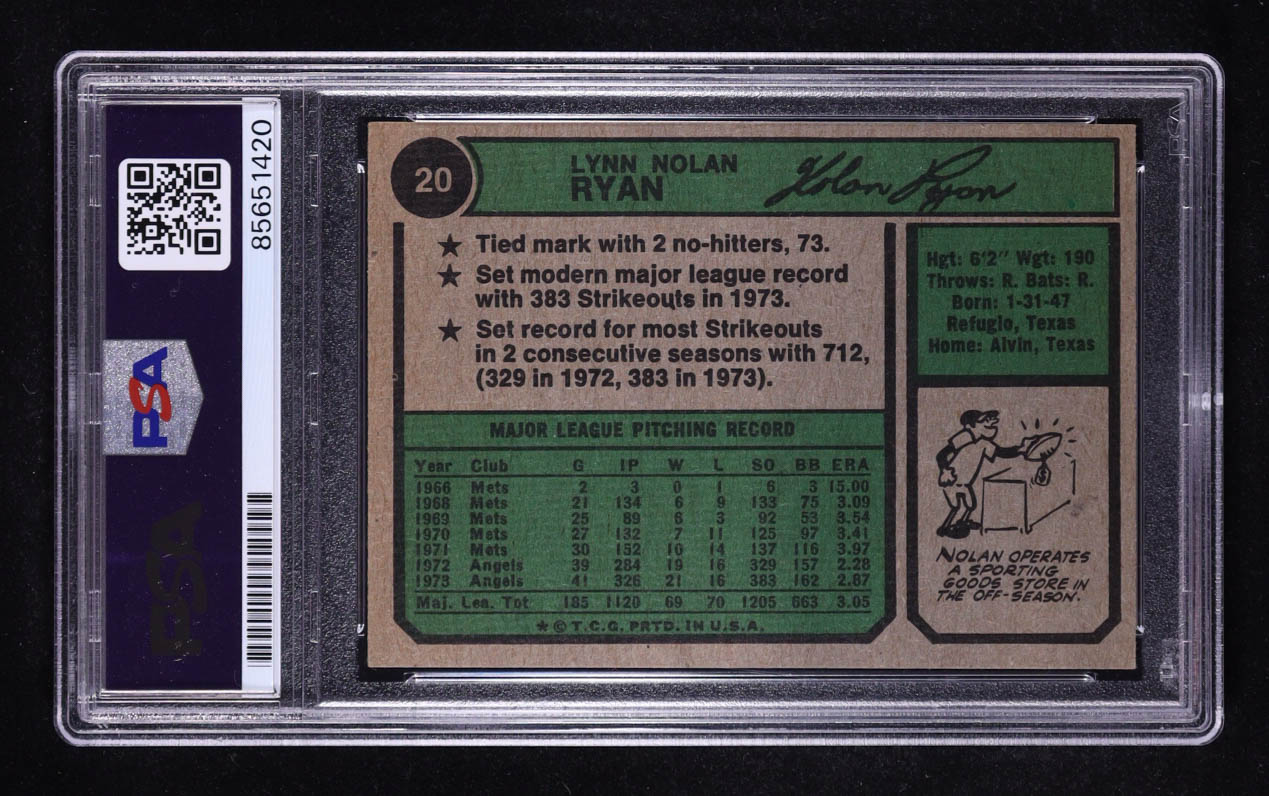 85651420
PSA
PSA
20
LYNN NOLAN
RYAN
Nolan Ryan
★ Tied mark with 2 no-hitters, 73.
★ Set modern major league record
with 383 Strikeouts in 1973.
★ Set record for most Strikeouts
in 2 consecutive seasons with 712,
(329 in 1972, 383 in 1973).
Hgt: 6'2" Wgt: 190
Throws: R. Bats: R.
Born: 1-31-47
Refugio, Texas
Home: Alvin, Texas
MAJOR LEAGUE PITCHING RECORD
Year Club G IP W L SO BB ERA
1966 Mets 2 3 0 1 6 3 15.00
1968 Mets 21 134 6 9 133 75 3.09
1969 Mets 25 89 6 3 92 53 3.54
1970 Mets 27 132 7 11 125 97 3.41
1971 Mets 30 152 10 14 137 116 3.97
1972 Angels 39 284 19 16 329 157 2.28
1973 Angels 41 326 21 16 383 162 2.87
Maj. Lea. Tot 185 1120 69 70 1205 663 3.05
★ © T.C.G. PRTD. IN U.S.A.
$
NOLAN OPERATES
A SPORTING
GOODS STORE IN
THE OFF-SEASON.